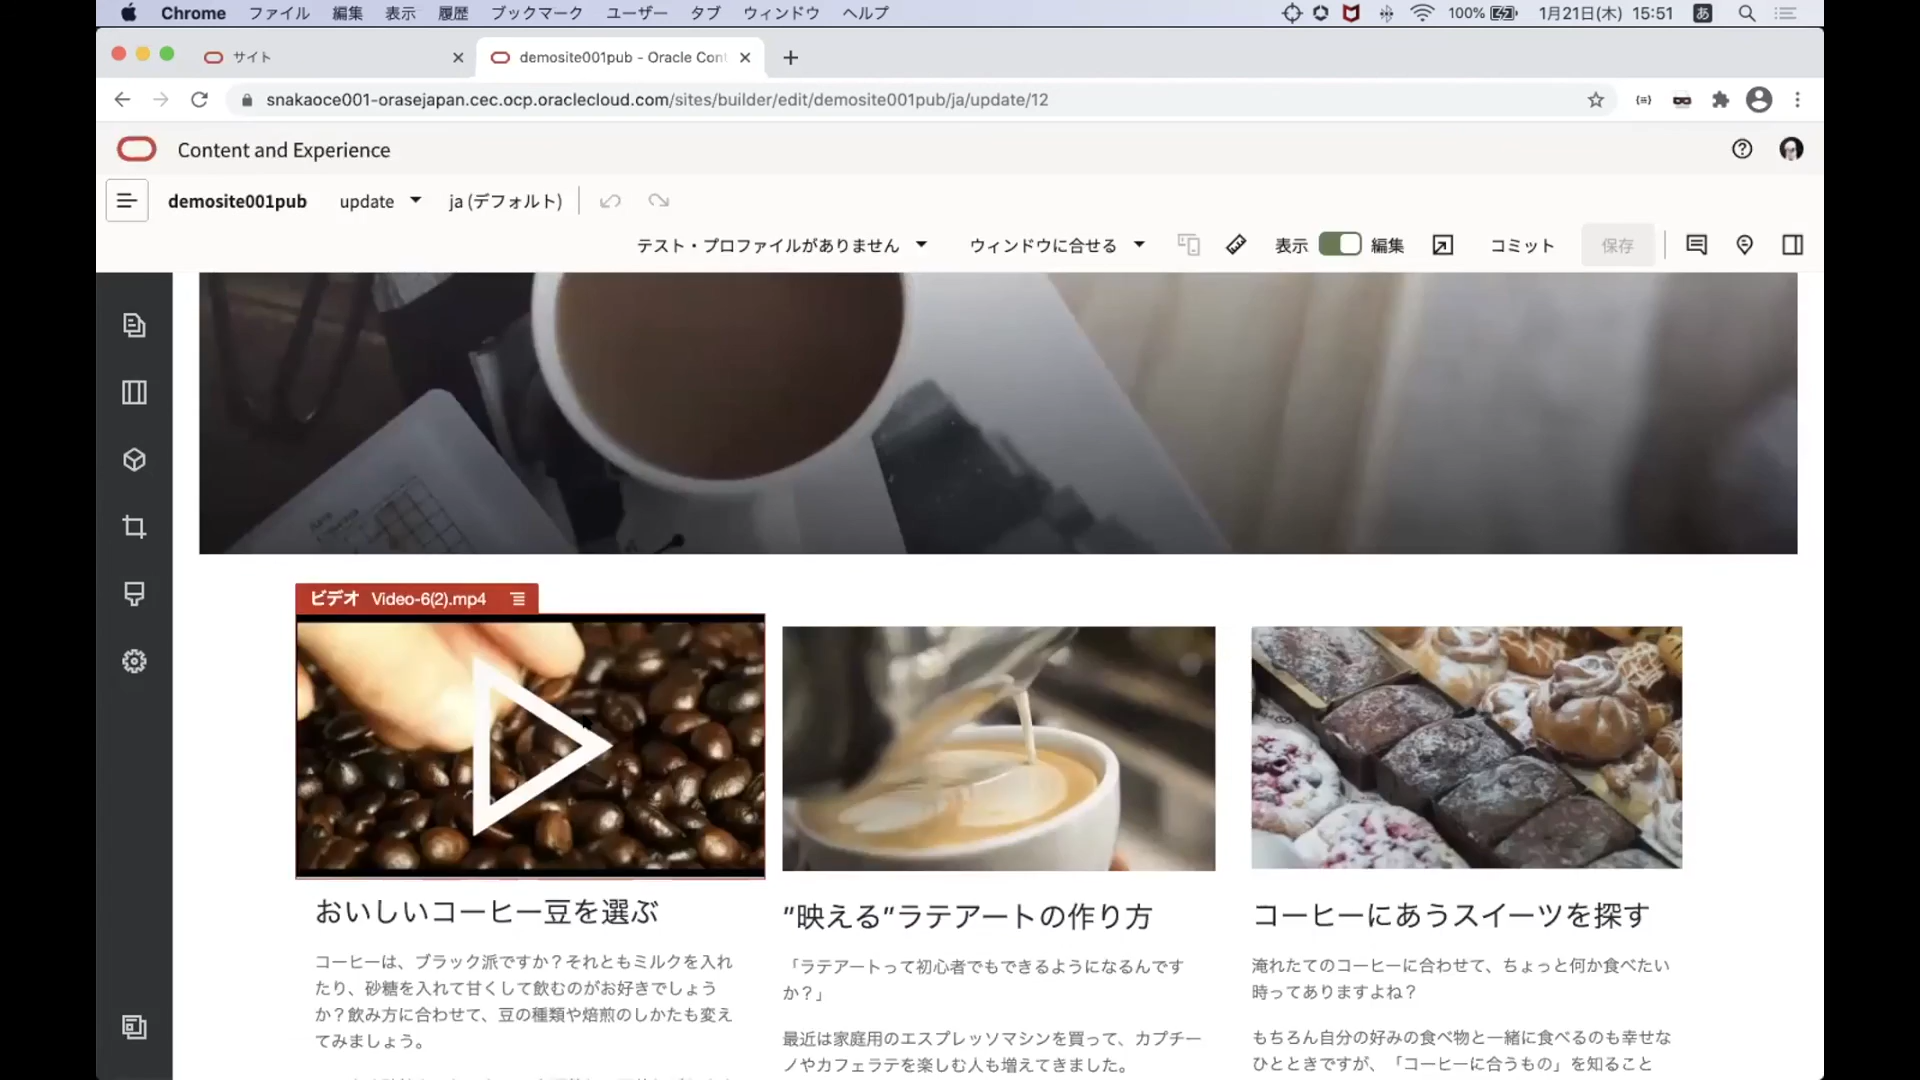 Chrome ファイル 編集 表示 履歴 ブックマーク ユーザー タブ ウィンドウ ヘルプ 100% 1月21日(木) 15:51 あ
サイト
demosite001pub - Oracle Cont
snakaoce001-orasejapan.cec.ocp.oraclecloud.com/sites/builder/edit/demosite001pub/ja/update/12
Content and Experience
demosite001pub update ja (デフォルト)
テスト・プロファイルがありません ウィンドウに合せる 表示 編集 コミット 保存
ビデオ Video-6(2).mp4
おいしいコーヒー豆を選ぶ
コーヒーは、ブラック派ですか？それともミルクを入れ
たり、砂糖を入れて甘くして飲むのがお好きでしょう
か？飲み方に合わせて、豆の種類や焙煎のしかたも変え
てみましょう。
"映える"ラテアートの作り方
「ラテアートって初心者でもできるようになるんです
か？」
最近は家庭用のエスプレッソマシンを買って、カプチー
ノやカフェラテを楽しむ人も増えてきました。
コーヒーにあうスイーツを探す
淹れたてのコーヒーに合わせて、ちょっと何か食べたい
時ってありますよね？
もちろん自分の好みの食べ物と一緒に食べるのも幸せな
ひとときですが、「コーヒーに合うもの」を知ること